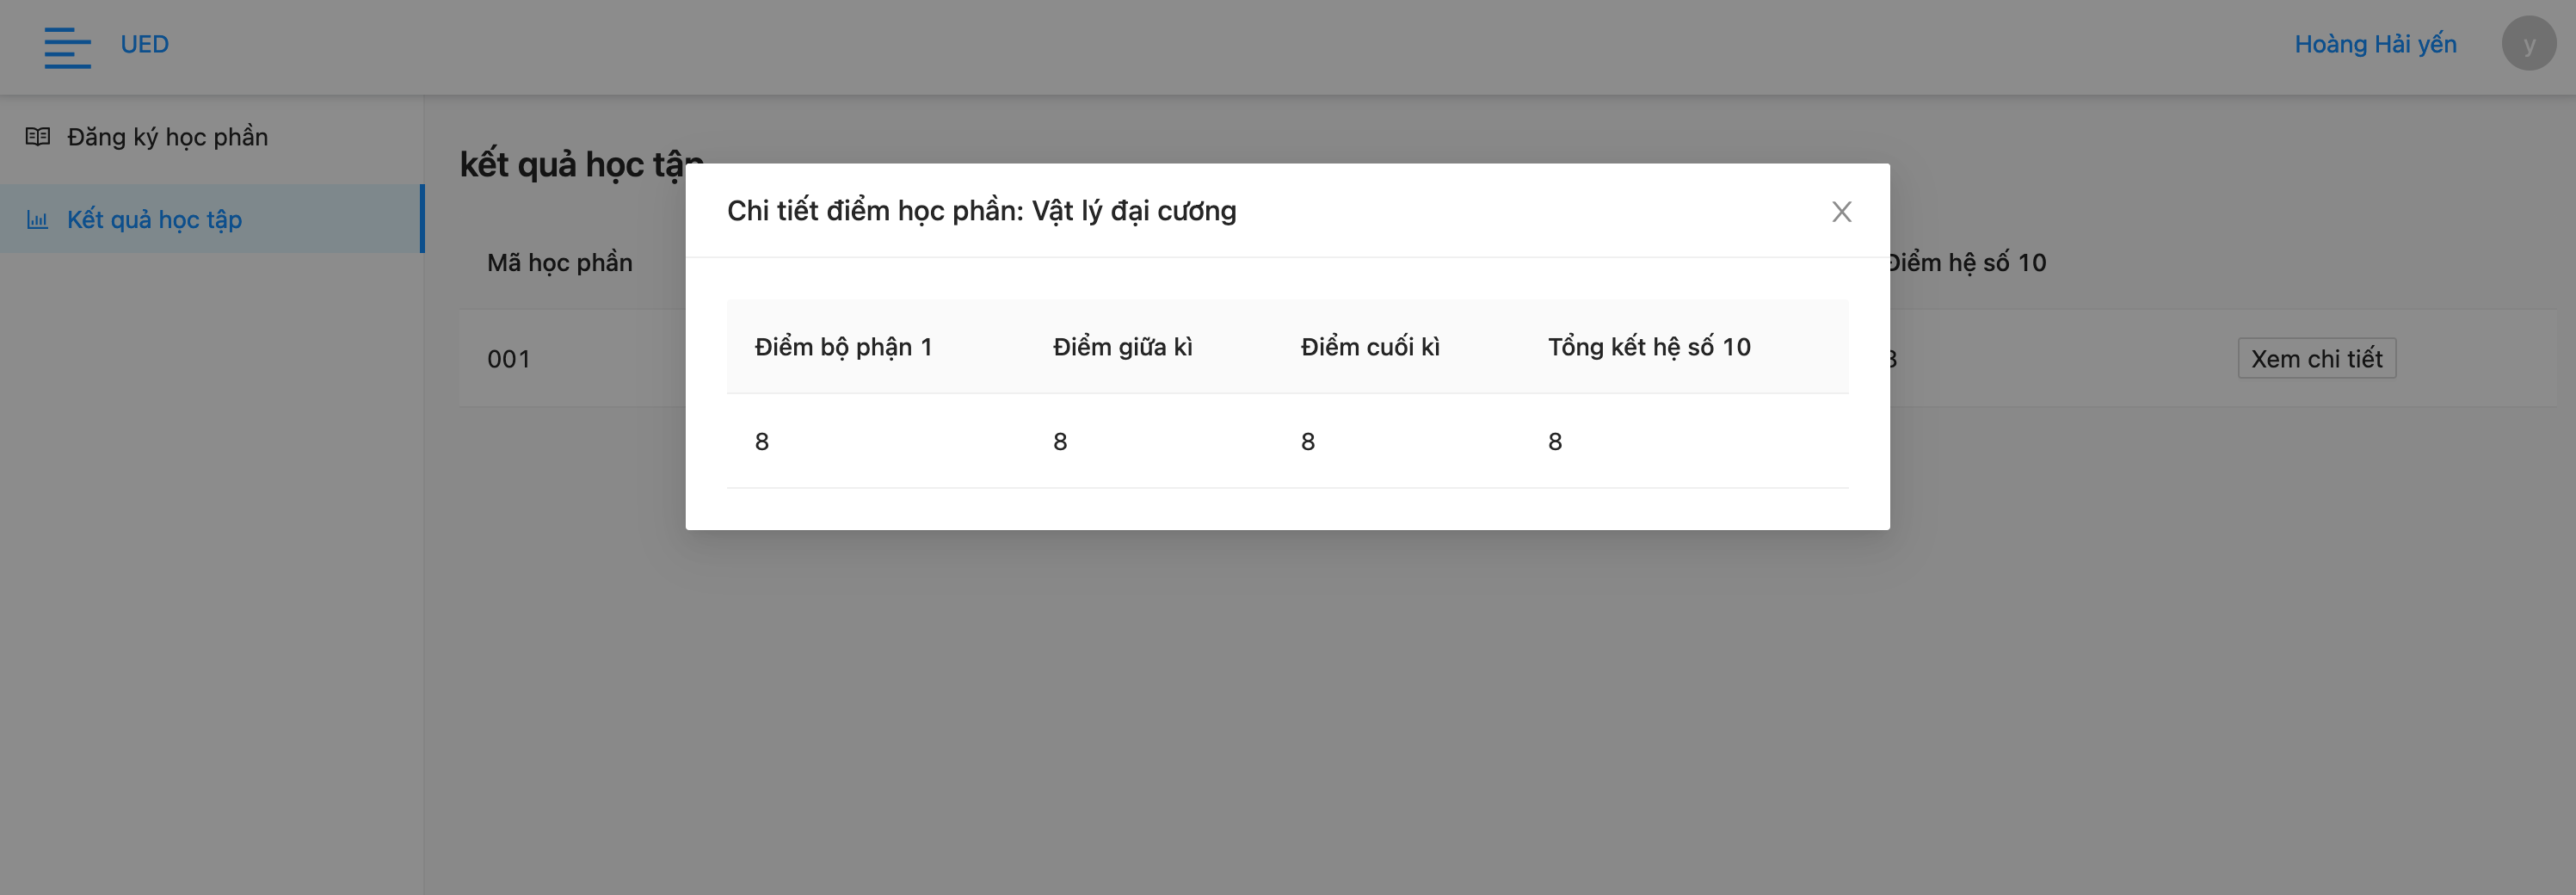 UED
Hoàng Hải yến
y
Đăng ký học phần
Kết quả học tập
kết quả học tập
Chi tiết điểm học phần: Vật lý đại cương
Mã học phần
Điểm hệ số 10
Điểm bộ phận 1 Điểm giữa kì Điểm cuối kì Tổng kết hệ số 10
001
8
Xem chi tiết
8 8 8 8